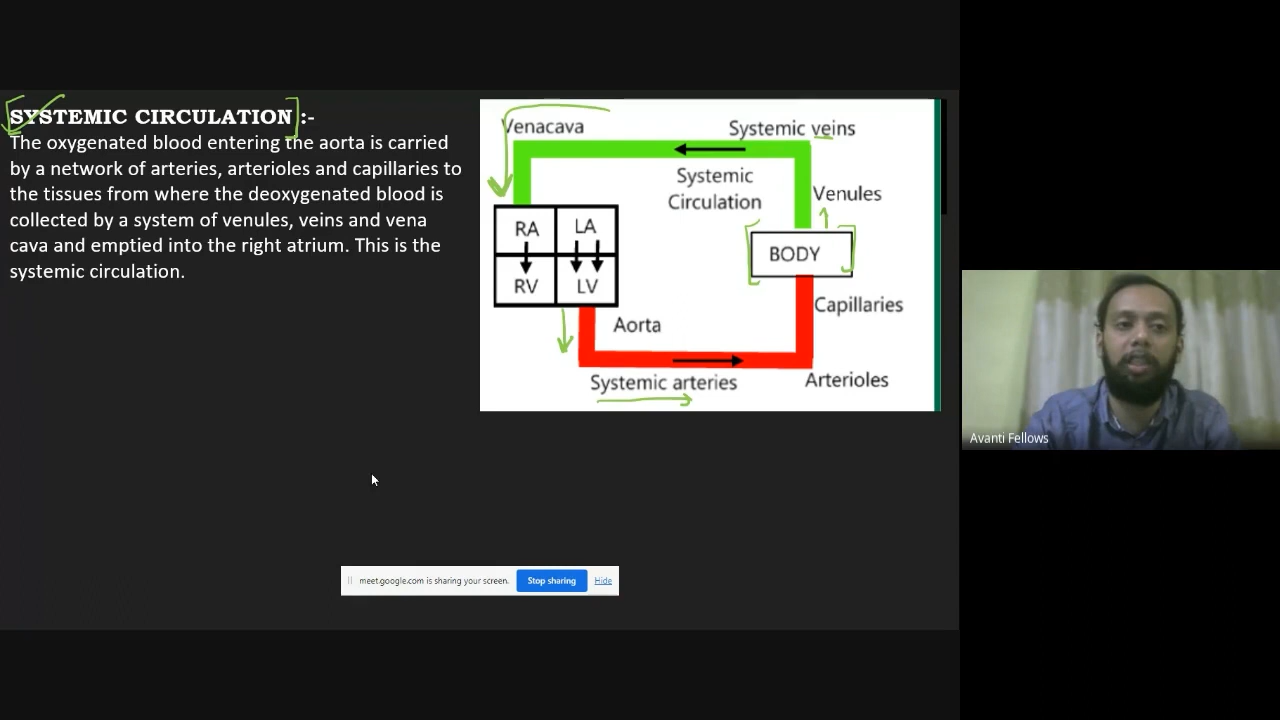 SYSTEMIC CIRCULATION :-
The oxygenated blood entering the aorta is carried
by a network of arteries, arterioles and capillaries to
the tissues from where the deoxygenated blood is
collected by a system of venules, veins and vena
cava and emptied into the right atrium. This is the
systemic circulation.
Venacava
Systemic veins
Systemic
Circulation
Venules
RA
LA
BODY
RV
LV
Capillaries
Aorta
Systemic arteries
Arterioles
Avanti Fellows
meet.google.com is sharing your screen.
Stop sharing
Hide